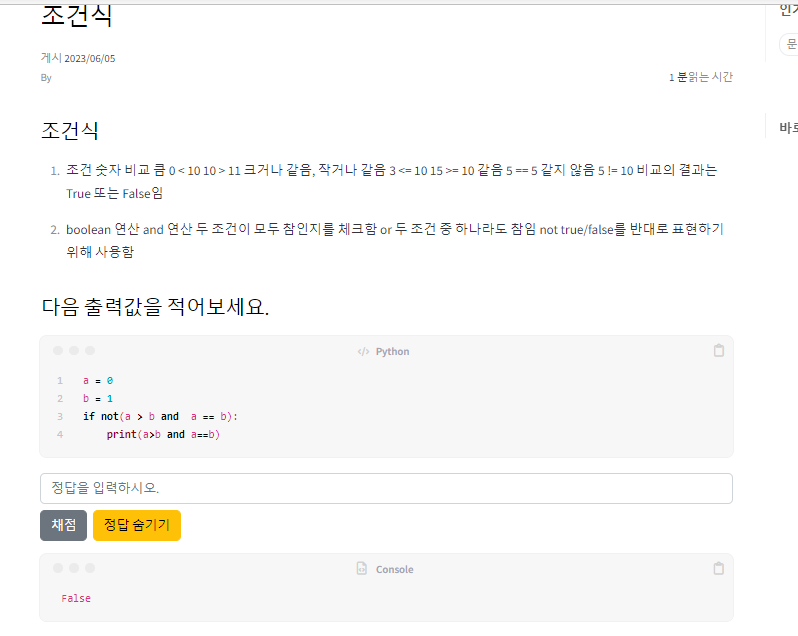 조건식
인기
게시 2023/06/05
문
By
1 분읽는 시간
바로
조건식
1. 조건 숫자 비교 큼 0 < 10 10 > 11 크거나 같음, 작거나 같음 3 <= 10 15 >= 10 같음 5 == 5 같지 않음 5 != 10 비교의 결과는
True 또는 False임
2. boolean 연산 and 연산 두 조건이 모두 참인지를 체크함 or 두 조건 중 하나라도 참임 not true/false를 반대로 표현하기
위해 사용함
다음 출력값을 적어보세요.
</> Python
1 a = 0
2 b = 1
3 if not(a > b and  a == b):
4     print(a>b and a==b)
정답을 입력하시오.
채점 정답 숨기기
Console
False